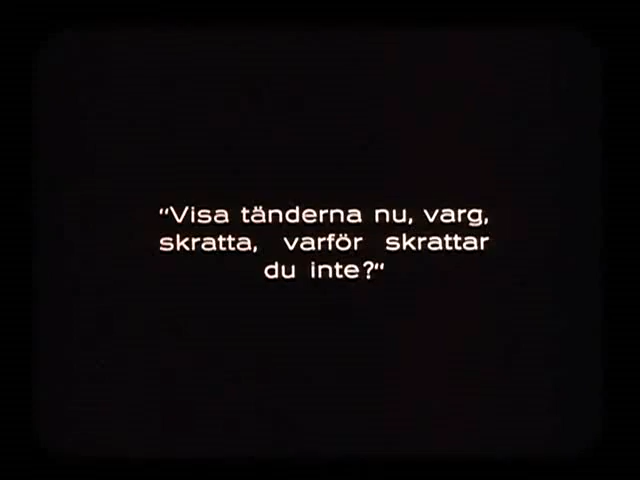 "Visa tänderna nu, varg,
skratta, varför skrattar
du inte?"